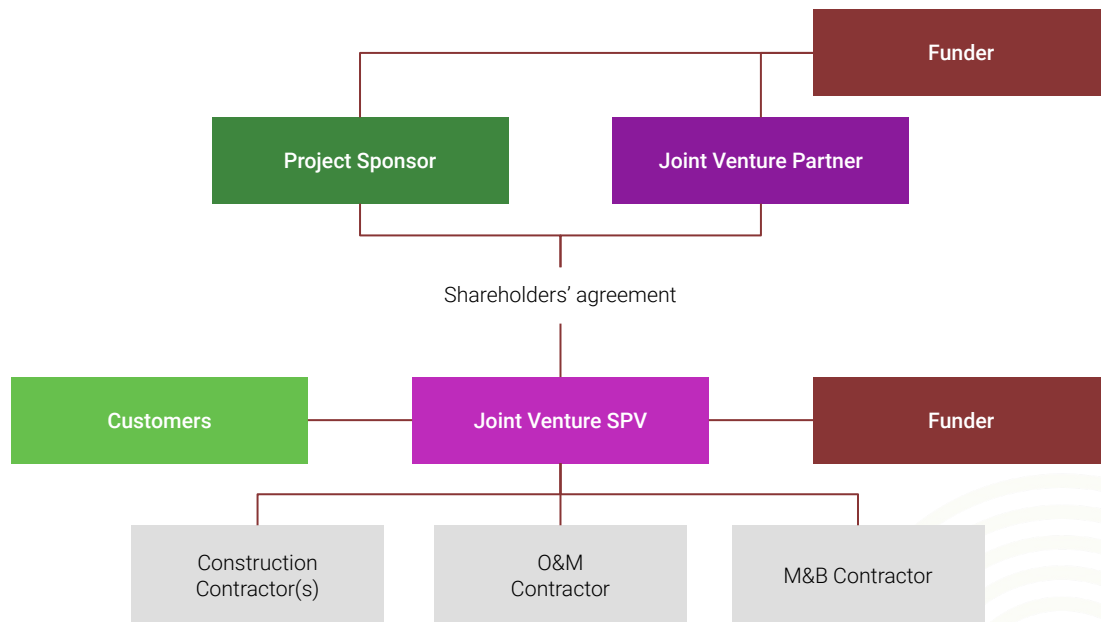 Funder
Project Sponsor
Joint Venture Partner
Shareholders’ agreement
Customers
Joint Venture SPV
Funder
Construction
Contractor(s)
O&M
Contractor
M&B Contractor